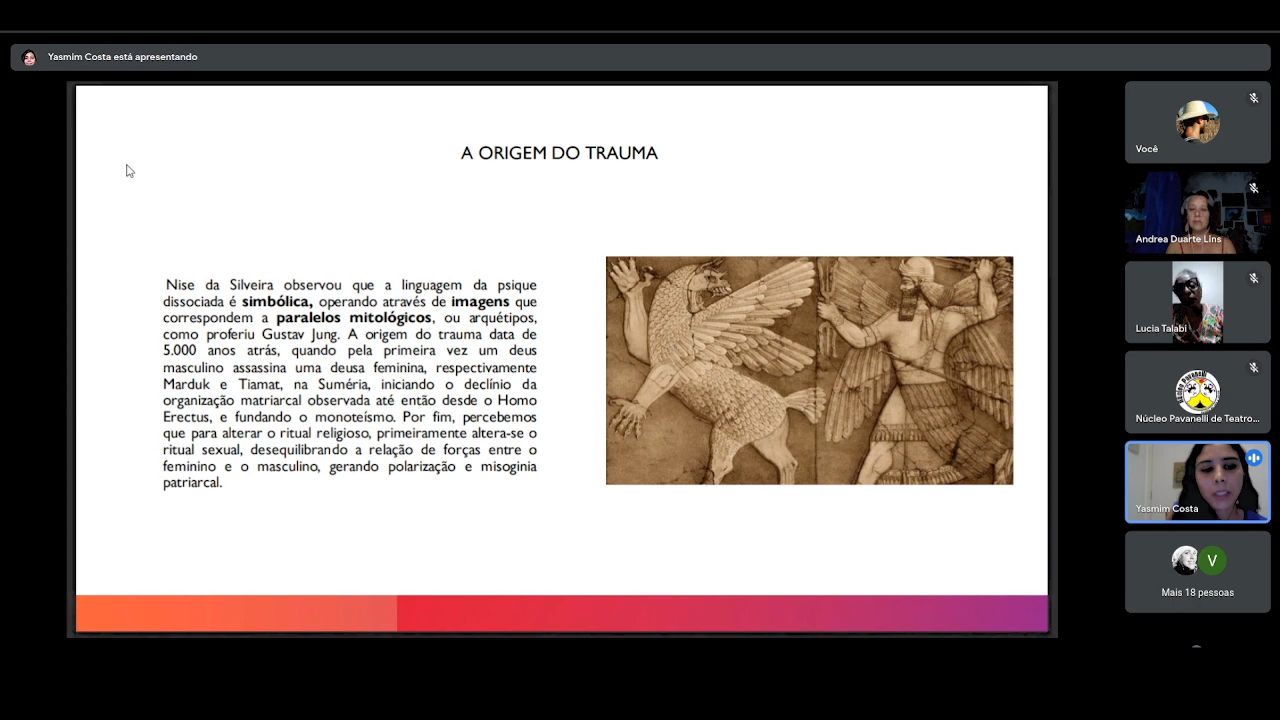 Yasmim Costa está apresentando
A ORIGEM DO TRAUMA
Nise da Silveira observou que a linguagem da psique
dissociada é simbólica, operando através de imagens que
correspondem a paralelos mitológicos, ou arquétipos,
como proferiu Gustav Jung. A origem do trauma data de
5.000 anos atrás, quando pela primeira vez um deus
masculino assassina uma deusa feminina, respectivamente
Marduk e Tiamat, na Suméria, iniciando o declínio da
organização matriarcal observada até então desde o Homo
Erectus, e fundando o monoteísmo. Por fim, percebemos
que para alterar o ritual religioso, primeiramente altera-se o
ritual sexual, desequilibrando a relação de forças entre o
feminino e o masculino, gerando polarização e misoginia
patriarcal.
Você
Andrea Duarte Lins
Lucia Talabi
Núcleo Pavanelli de Teatro...
Yasmim Costa
V
Mais 18 pessoas